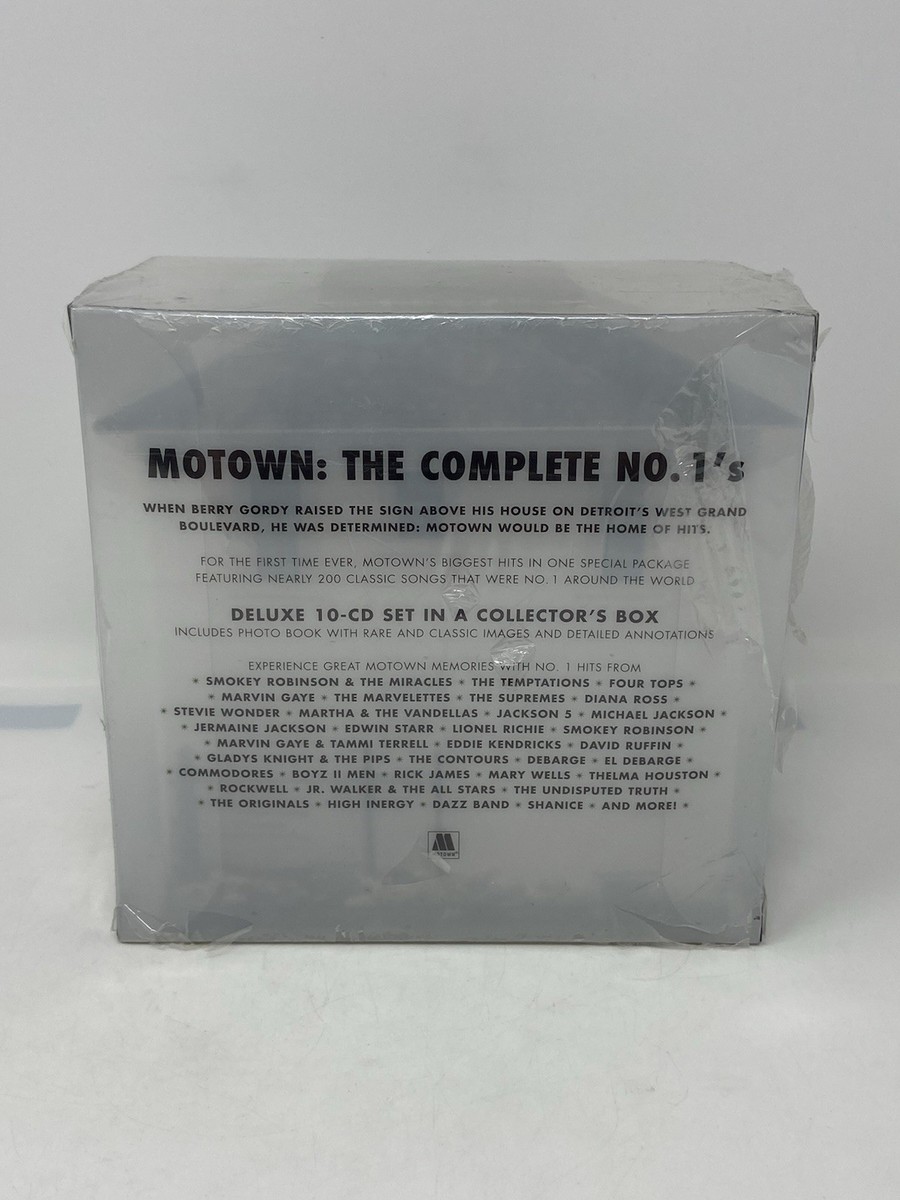 MOTOWN: THE COMPLETE NO. 1's
WHEN BERRY GORDY RAISED THE SIGN ABOVE HIS HOUSE ON DETROIT'S WEST GRAND
BOULEVARD, HE WAS DETERMINED: MOTOWN WOULD BE THE HOME OF HITS.
FOR THE FIRST TIME EVER, MOTOWN'S BIGGEST HITS IN ONE SPECIAL PACKAGE
FEATURING NEARLY 200 CLASSIC SONGS THAT WERE NO. 1 AROUND THE WORLD
DELUXE 10-CD SET IN A COLLECTOR'S BOX
INCLUDES PHOTO BOOK WITH RARE AND CLASSIC IMAGES AND DETAILED ANNOTATIONS
EXPERIENCE GREAT MOTOWN MEMORIES WITH NO. 1 HITS FROM
* SMOKEY ROBINSON & THE MIRACLES * THE TEMPTATIONS * FOUR TOPS *
* MARVIN GAYE * THE MARVELETTES * THE SUPREMES * DIANA ROSS *
* STEVIE WONDER * MARTHA & THE VANDELLAS * JACKSON 5 * MICHAEL JACKSON *
* JERMAINE JACKSON * EDWIN STARR * LIONEL RICHIE * SMOKEY ROBINSON *
* MARVIN GAYE & TAMMI TERRELL * EDDIE KENDRICKS * DAVID RUFFIN *
* GLADYS KNIGHT & THE PIPS * THE CONTOURS * DEBARGE * EL DEBARGE *
* COMMODORES * BOYZ II MEN * RICK JAMES * MARY WELLS * THELMA HOUSTON *
* ROCKWELL * JR. WALKER & THE ALL STARS * THE UNDISPUTED TRUTH *
* THE ORIGINALS * HIGH INERGY * DAZZ BAND * SHANICE * AND MORE! *
M
MOTOWN